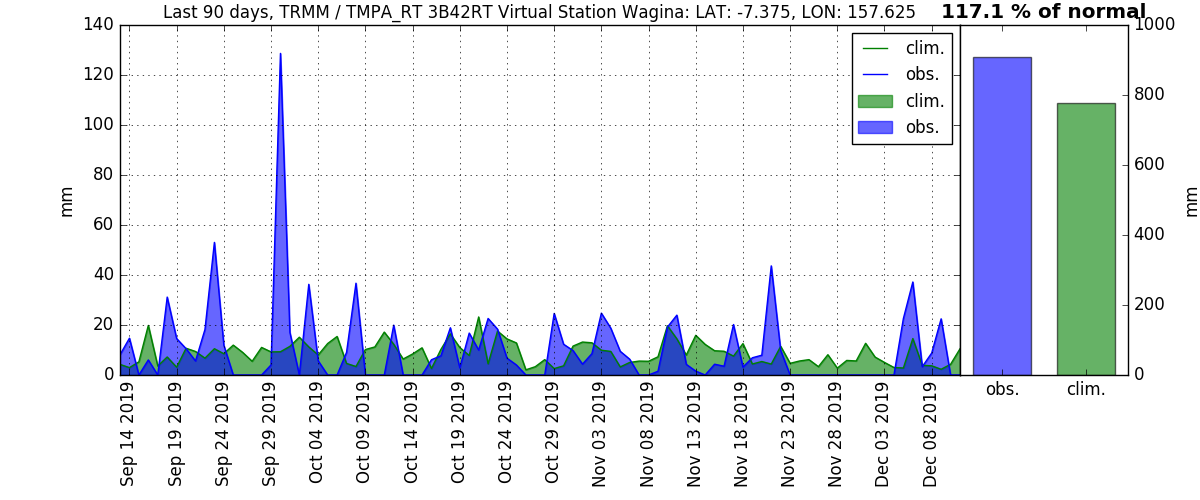 Last 90 days, TRMM / TMPA_RT 3B42RT Virtual Station Wagina: LAT: -7.375, LON: 157.625
117.1 % of normal
140
120
100
80
60
40
20
0
mm
clim.
obs.
clim.
obs.
Sep 14 2019
Sep 19 2019
Sep 24 2019
Sep 29 2019
Oct 04 2019
Oct 09 2019
Oct 14 2019
Oct 19 2019
Oct 24 2019
Oct 29 2019
Nov 03 2019
Nov 08 2019
Nov 13 2019
Nov 18 2019
Nov 23 2019
Nov 28 2019
Dec 03 2019
Dec 08 2019
1000
800
600
400
200
0
mm
obs.
clim.